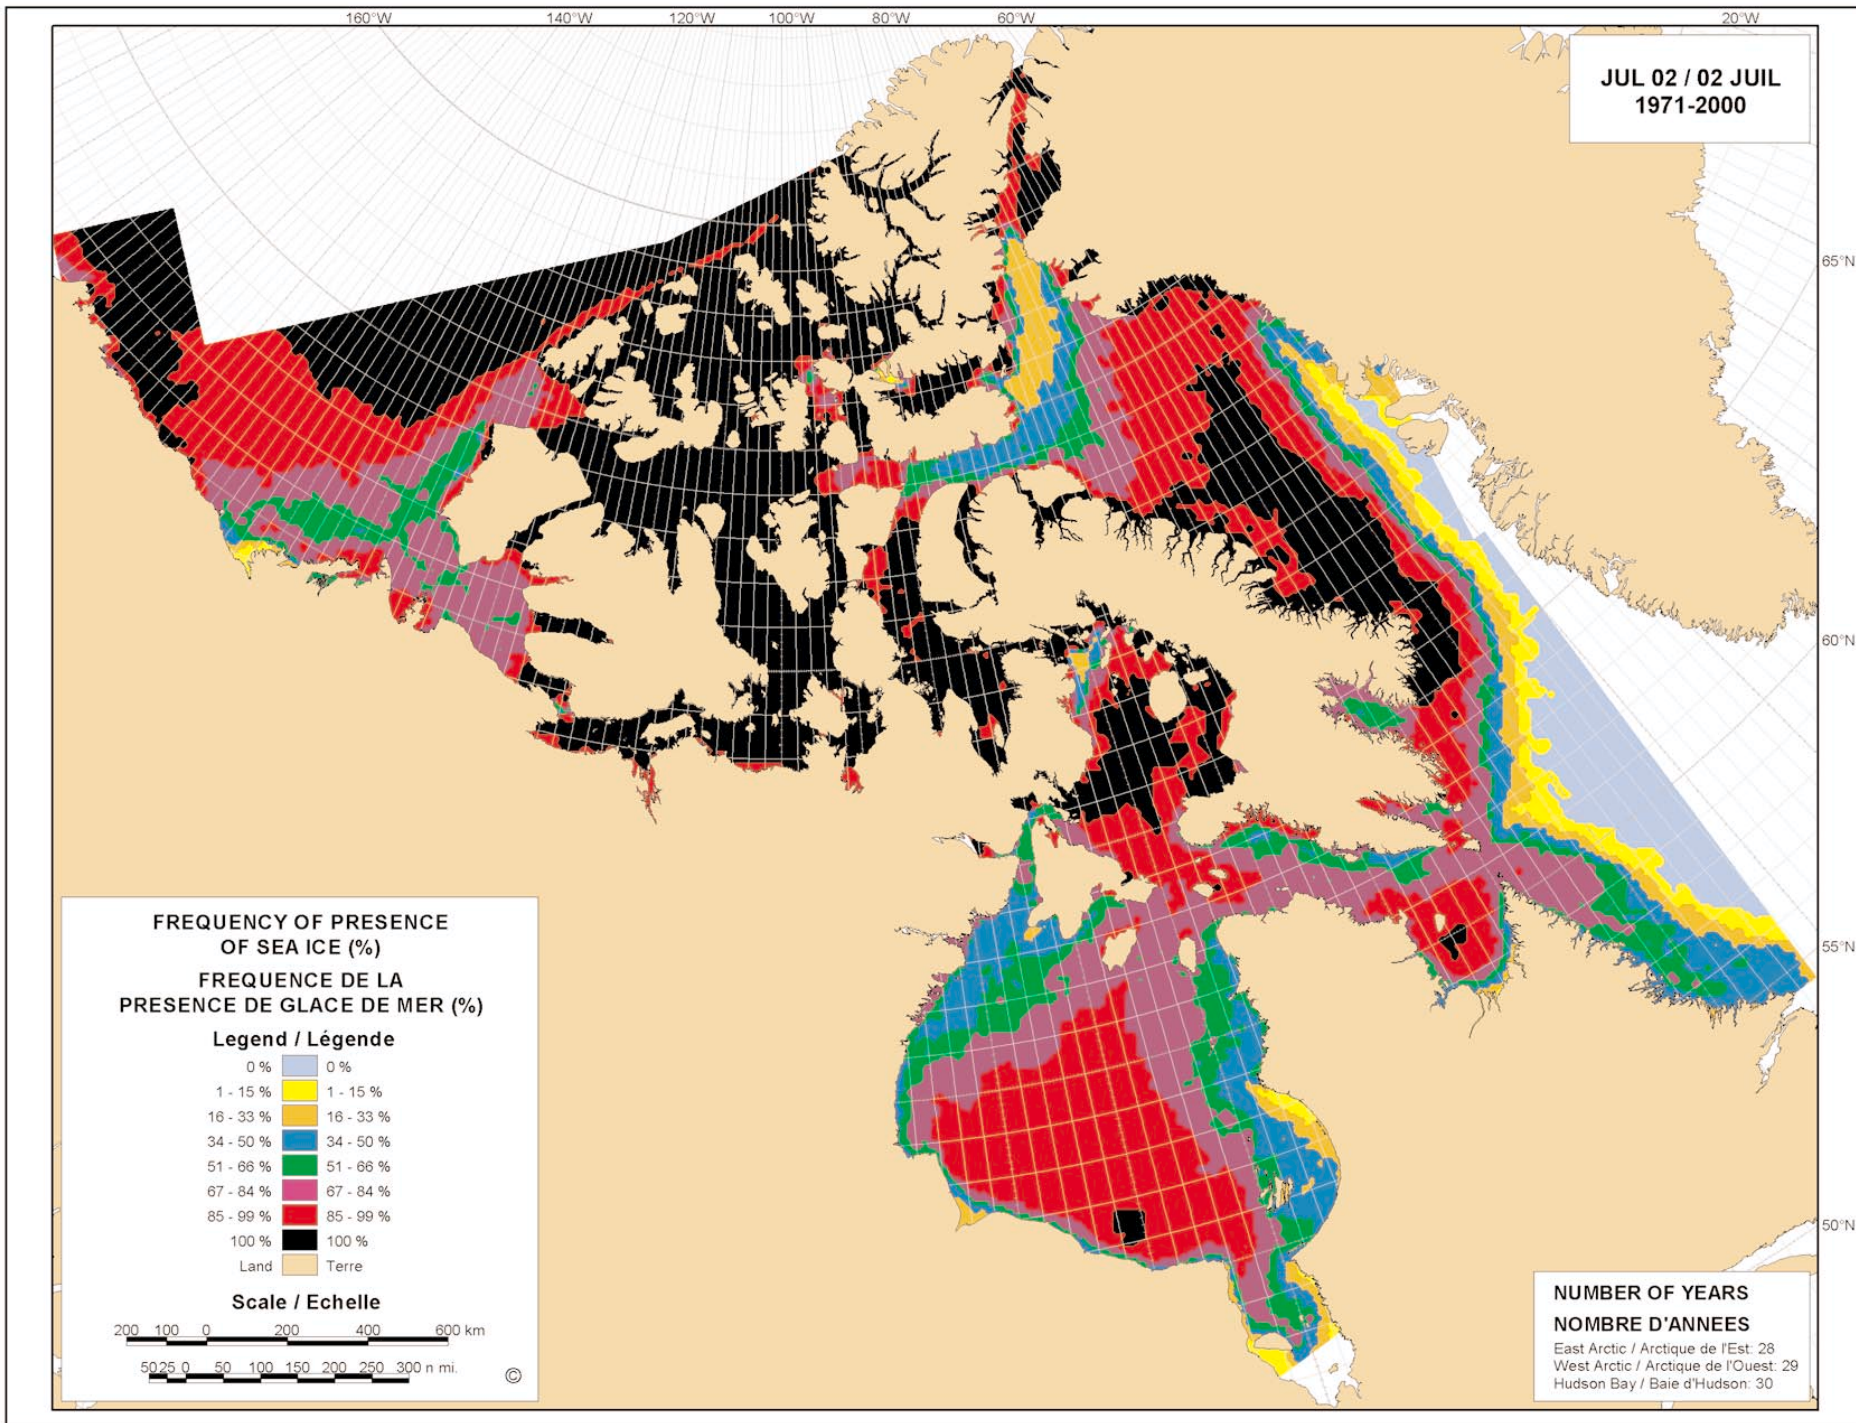 160°W 140°W 120°W 100°W 80°W 60°W 20°W
JUL 02 / 02 JUIL
1971-2000
65°N
60°N
55°N
50°N
FREQUENCY OF PRESENCE
OF SEA ICE (%)
FREQUENCE DE LA
PRESENCE DE GLACE DE MER (%)
Legend / Légende
0 % 0 %
1 - 15 % 1 - 15 %
16 - 33 % 16 - 33 %
34 - 50 % 34 - 50 %
51 - 66 % 51 - 66 %
67 - 84 % 67 - 84 %
85 - 99 % 85 - 99 %
100 % 100 %
Land Terre
Scale / Echelle
200 100 0 200 400 600 km
50 25 0 50 100 150 200 250 300 n mi.
©
NUMBER OF YEARS
NOMBRE D'ANNEES
East Arctic / Arctique de l'Est: 28
West Arctic / Arctique de l'Ouest: 29
Hudson Bay / Baie d'Hudson: 30